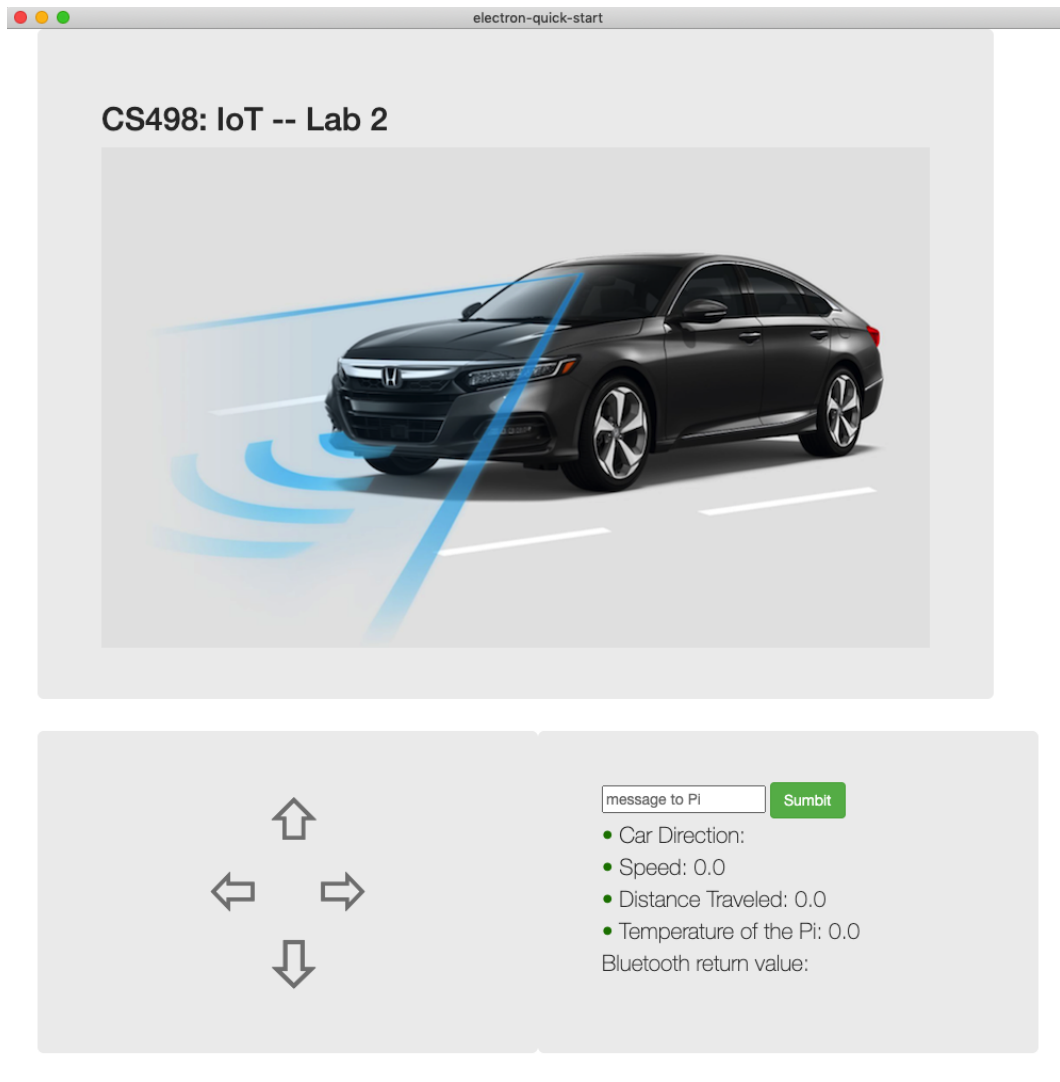 electron-quick-start
CS498: IoT -- Lab 2
message to Pi Sumbit
• Car Direction:
• Speed: 0.0
• Distance Traveled: 0.0
• Temperature of the Pi: 0.0
Bluetooth return value: